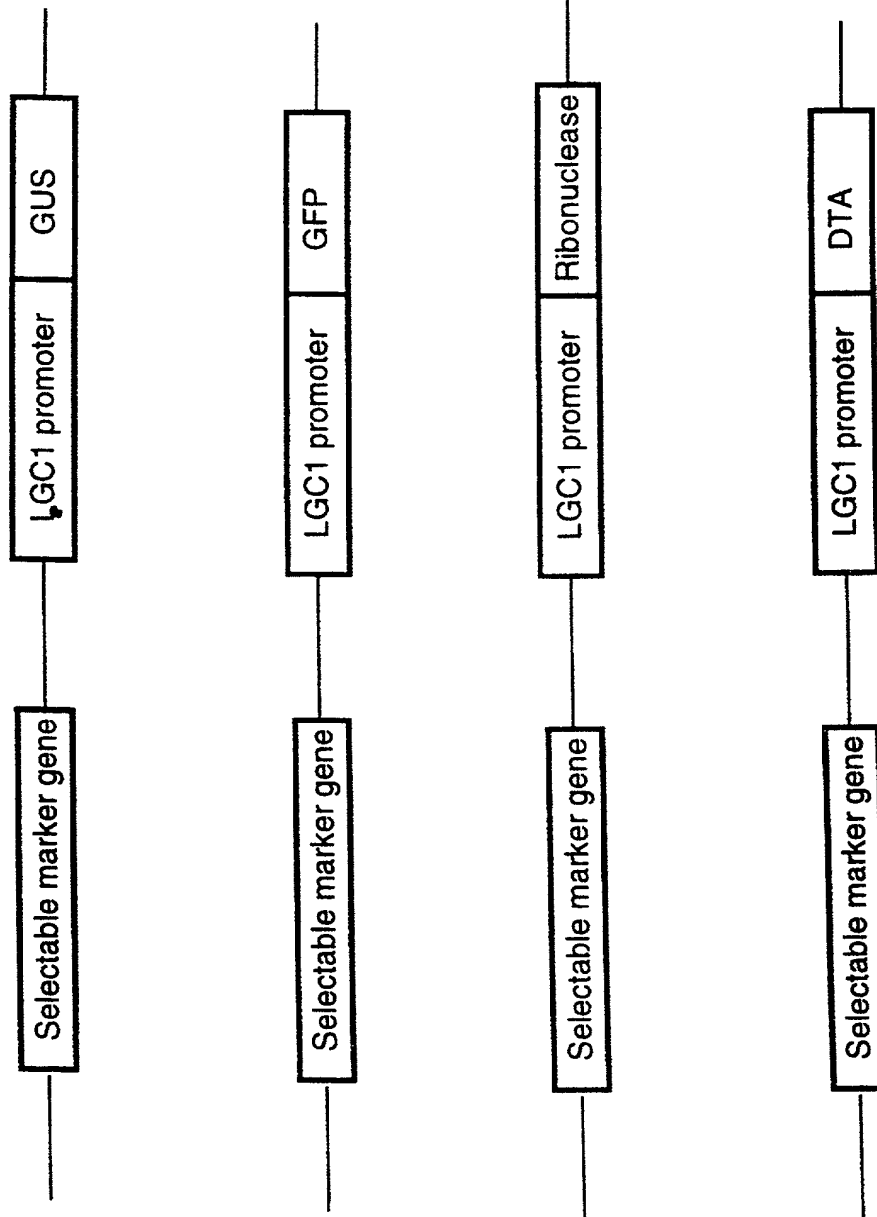 Selectable marker gene
LGC1 promoter
GUS
Selectable marker gene
LGC1 promoter
GFP
Selectable marker gene
LGC1 promoter
Ribonuclease
Selectable marker gene
LGC1 promoter
DTA